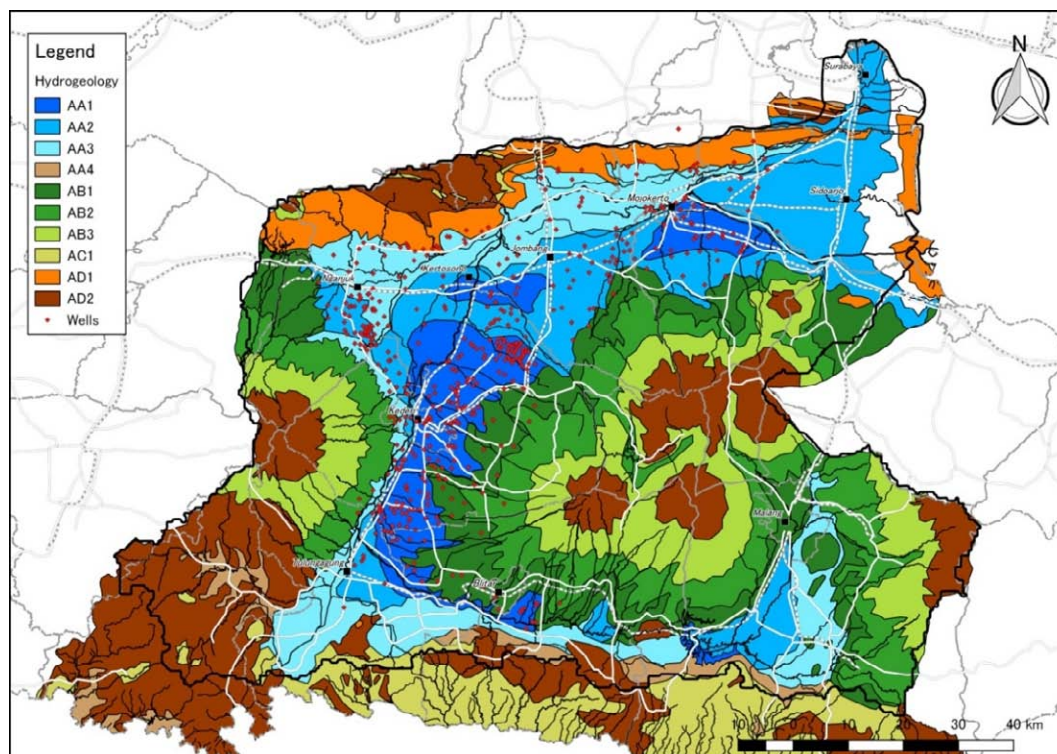 Legend
Hydrogeology
AA1
AA2
AA3
AA4
AB1
AB2
AB3
AC1
AD1
AD2
Wells
N
Surabaya
Sidoarjo
Mojokerto
Jombang
Kertosono
Nganjuk
Kediri
Malang
Tulungagung
Blitar
10 0 10 20 30 40 km